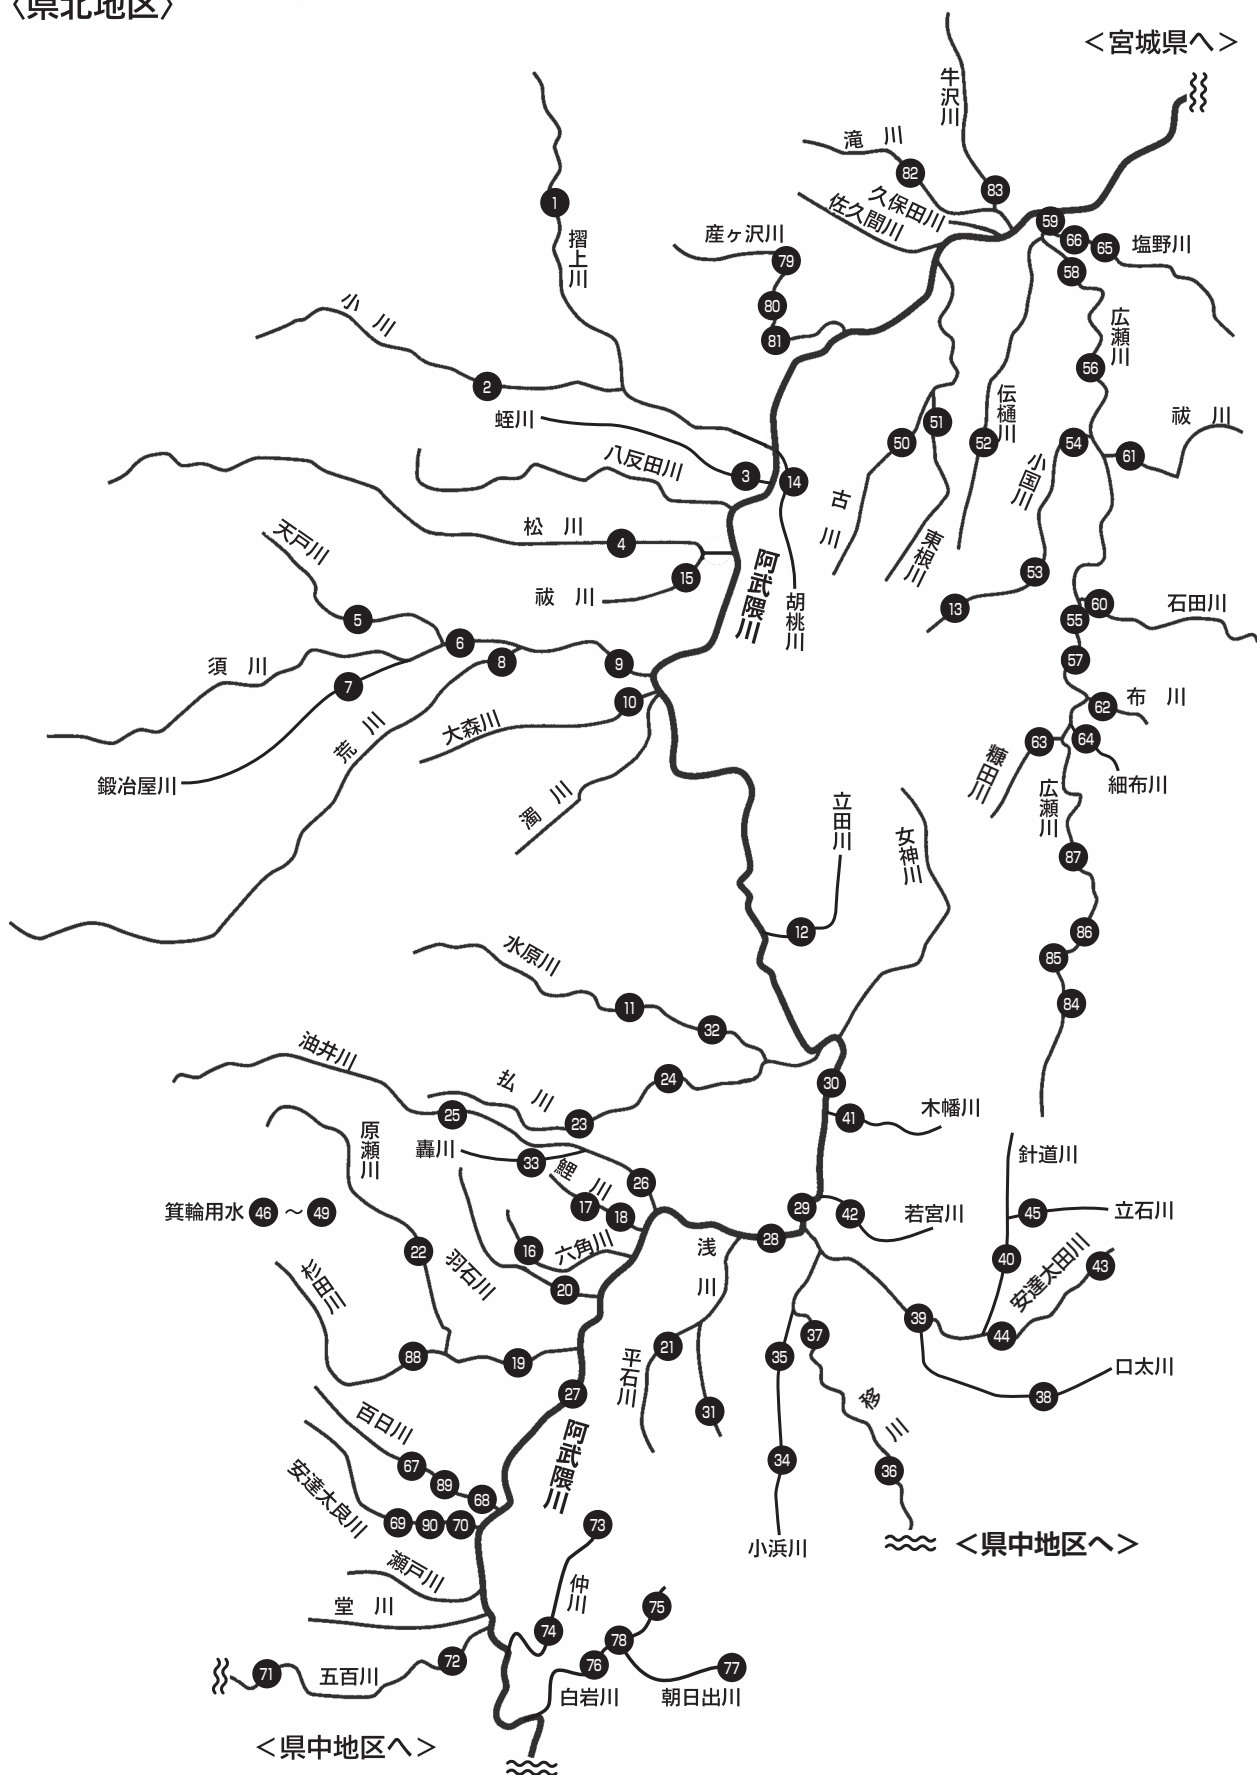 〈県北地区〉
＜宮城県へ＞
牛沢川
滝　川
82
83
久保田川
佐久間川
59
66
65
塩野川
58
産ヶ沢川
79
80
81
1
摺上川
小　川
2
広瀬川
56
蛭川
伝樋川
51
50
52
54
祓　川
61
八反田川
3
14
小国川
古　川
東根川
松　川
4
天戸川
15
祓　川
阿武隈川
胡桃川
53
13
60
石田川
55
5
6
8
9
57
須　川
7
10
62
布　川
荒　川
大森川
63
64
糠田川
鍛冶屋川
細布川
広瀬川
濁　川
立田川
女神川
87
12
86
85
84
水原川
11
32
油井川
払　川
24
30
25
23
41
木幡川
原瀬川
轟川
33
鯉　川
26
針道川
箕輪用水
46
～
49
17
18
29
42
若宮川
45
立石川
22
羽石川
16
六角川
浅　川
28
40
安達太田川
43
杉田川
20
39
44
88
19
21
平石川
35
37
口太川
27
38
百日川
31
移　川
阿武隈川
67
89
68
34
36
安達太良川
69
90
70
73
小浜川
＜県中地区へ＞
瀬戸川
仲川
堂　川
75
74
78
72
71
五百川
76
77
白岩川
朝日出川
＜県中地区へ＞